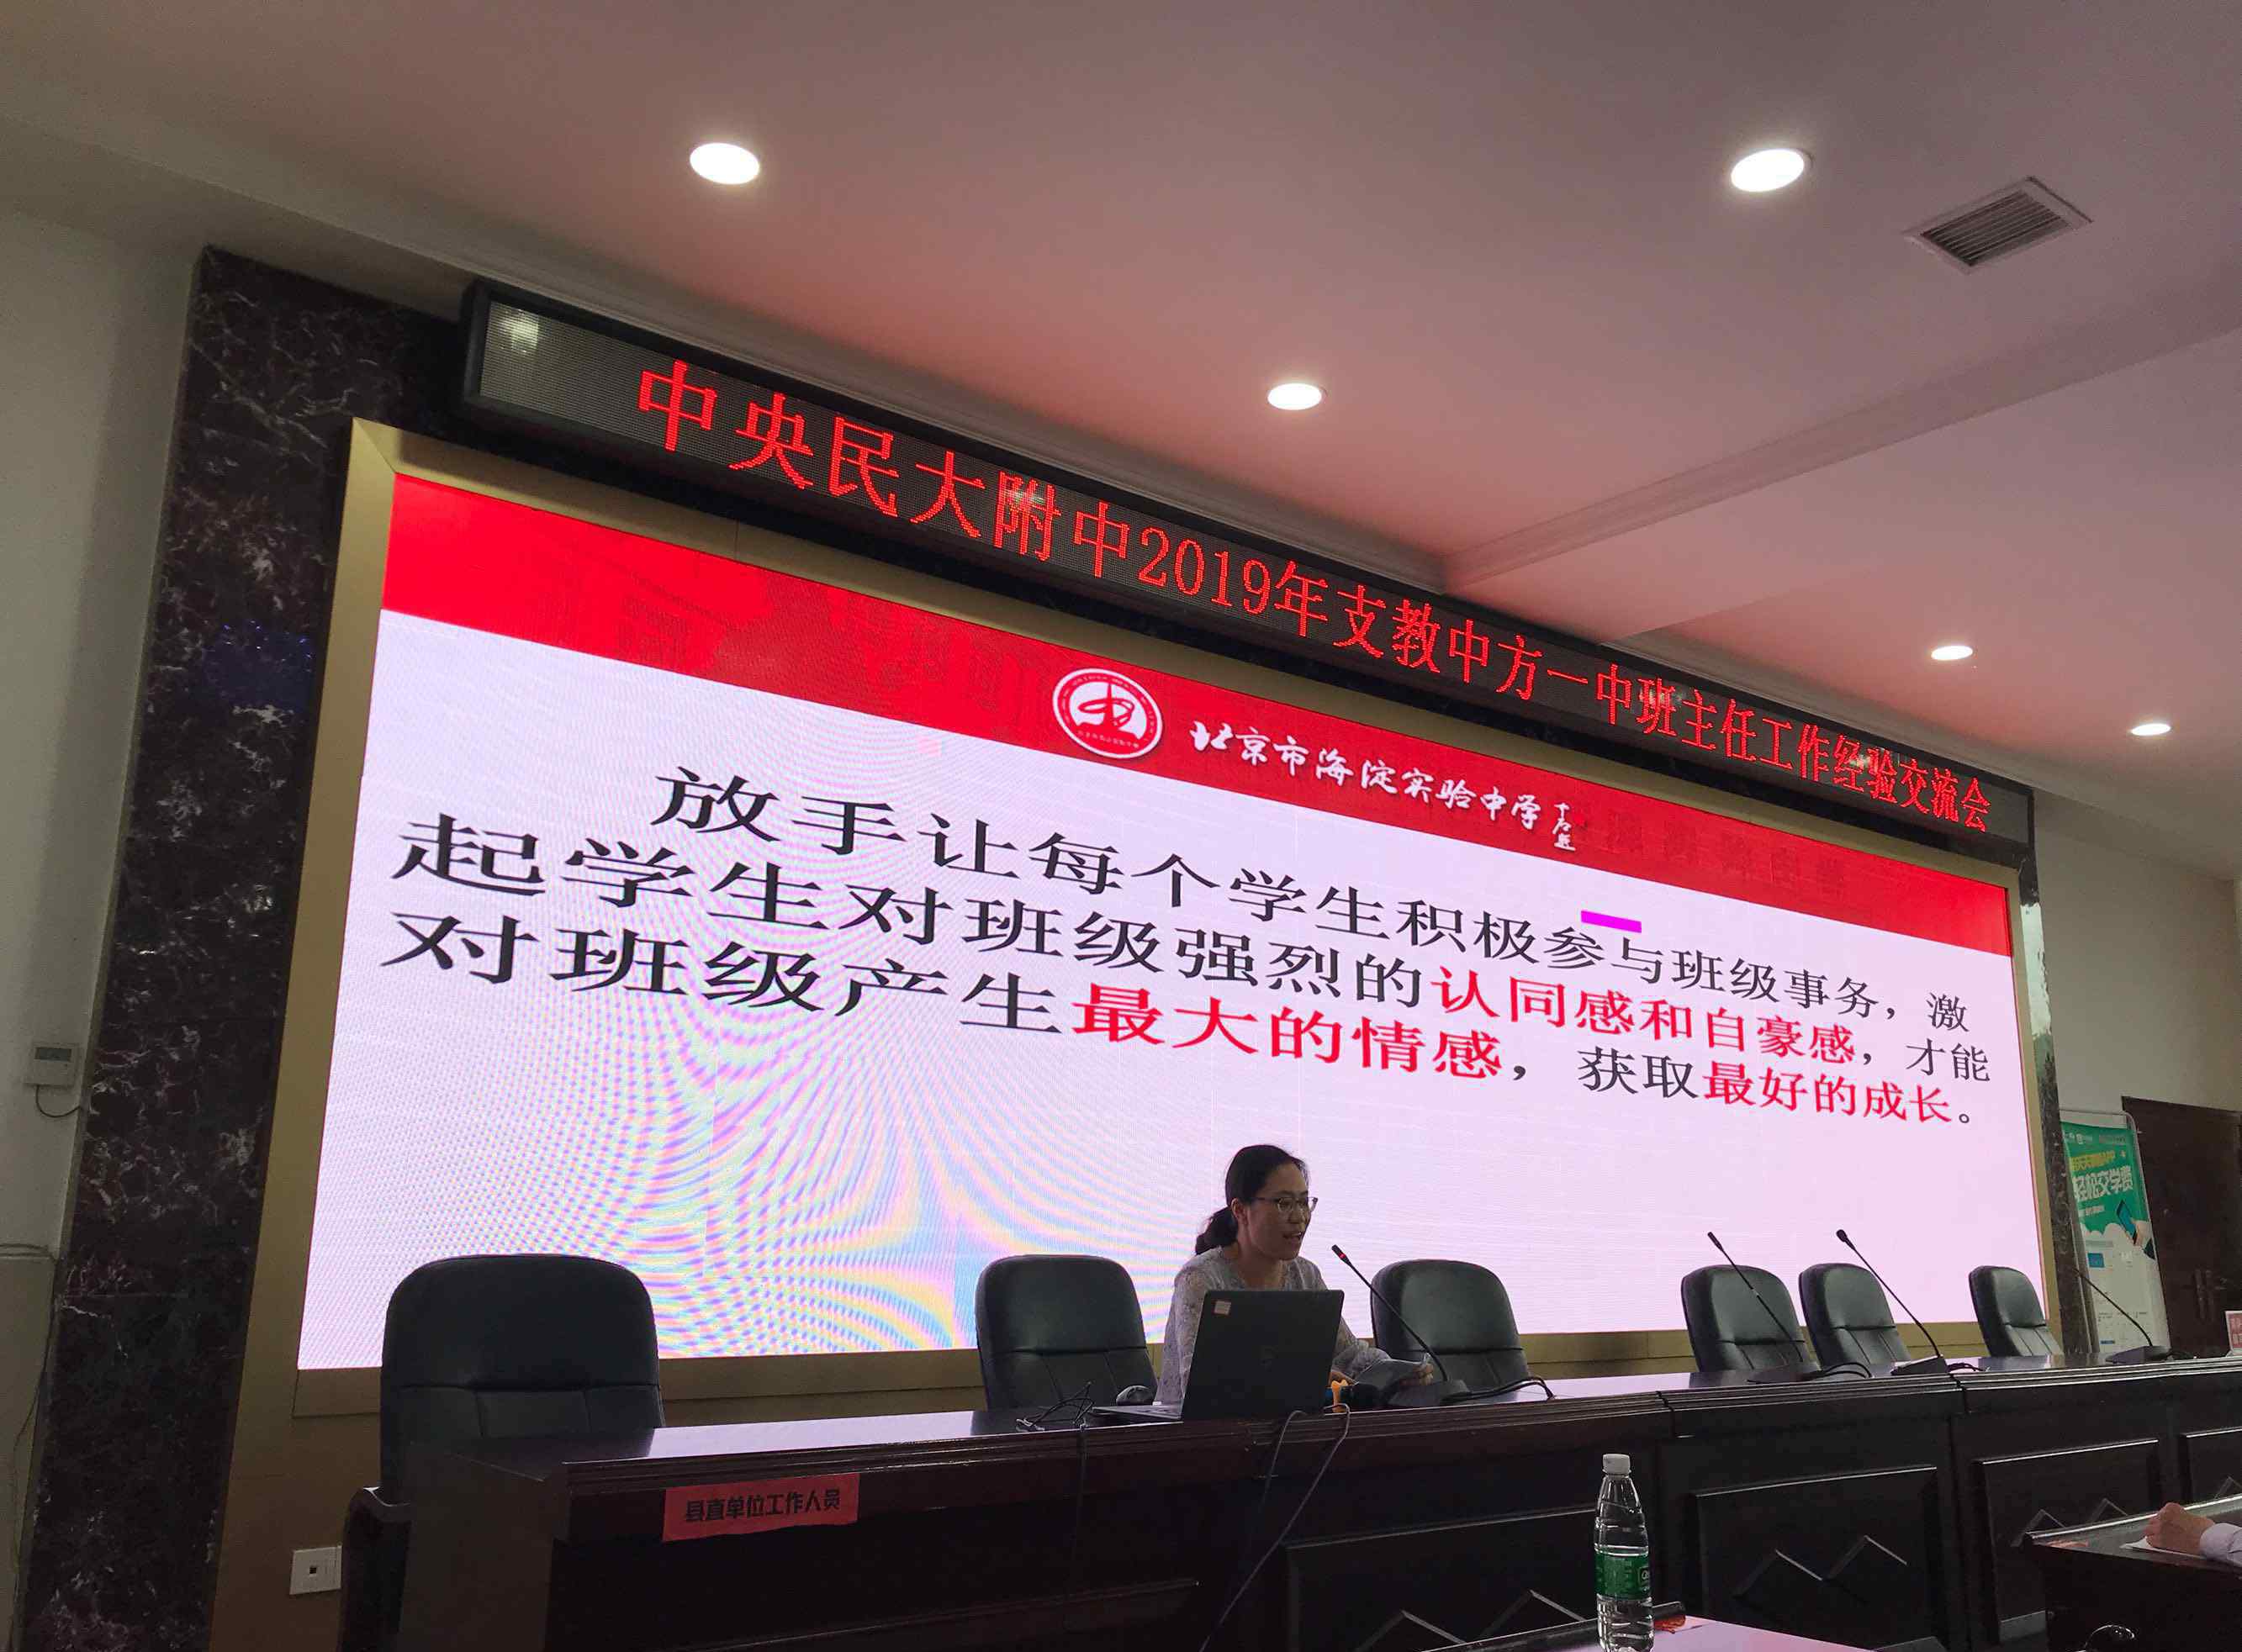 中央民大附中2019年支教中方一中班主任工作经验交流会
北京市海淀实验中学
放手让每个学生积极参与班级事务，激
起学生对班级强烈的认同感和自豪感，才能
对班级产生最大的情感，获取最好的成长。
县直单位工作人员
轻松交学费